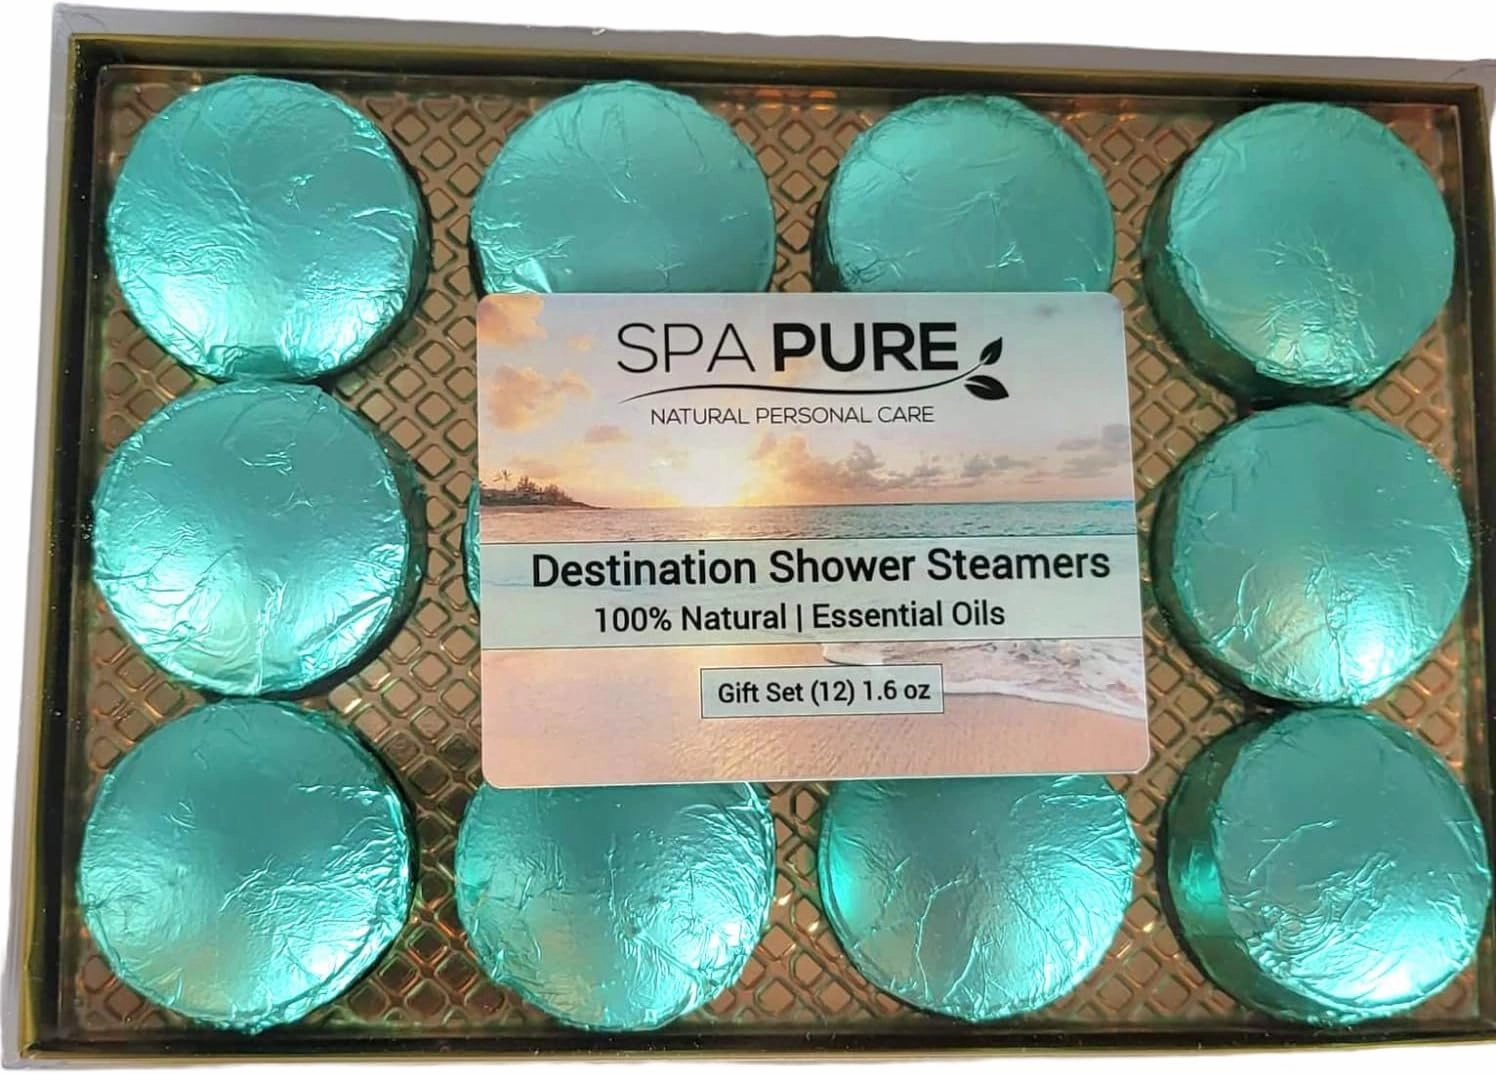 SPA PURE
NATURAL PERSONAL CARE
Destination Shower Steamers
100% Natural | Essential Oils
Gift Set (12) 1.6 oz